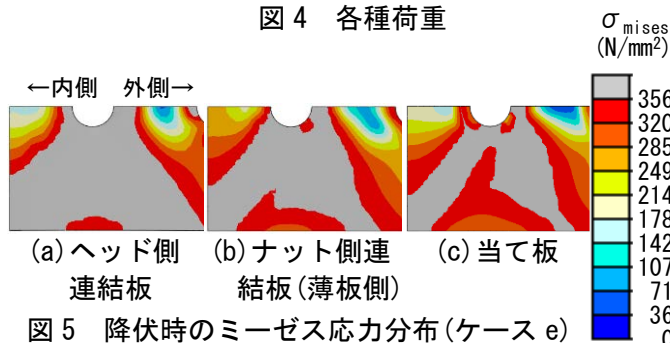 図4 各種荷重
σmises
(N/mm²)
←内側 外側→
356
320
285
249
214
178
142
107
71
36
0
(a)ヘッド側
連結板
(b)ナット側連
結板(薄板側)
(c)当て板
図5 降伏時のミーゼス応力分布(ケースe)